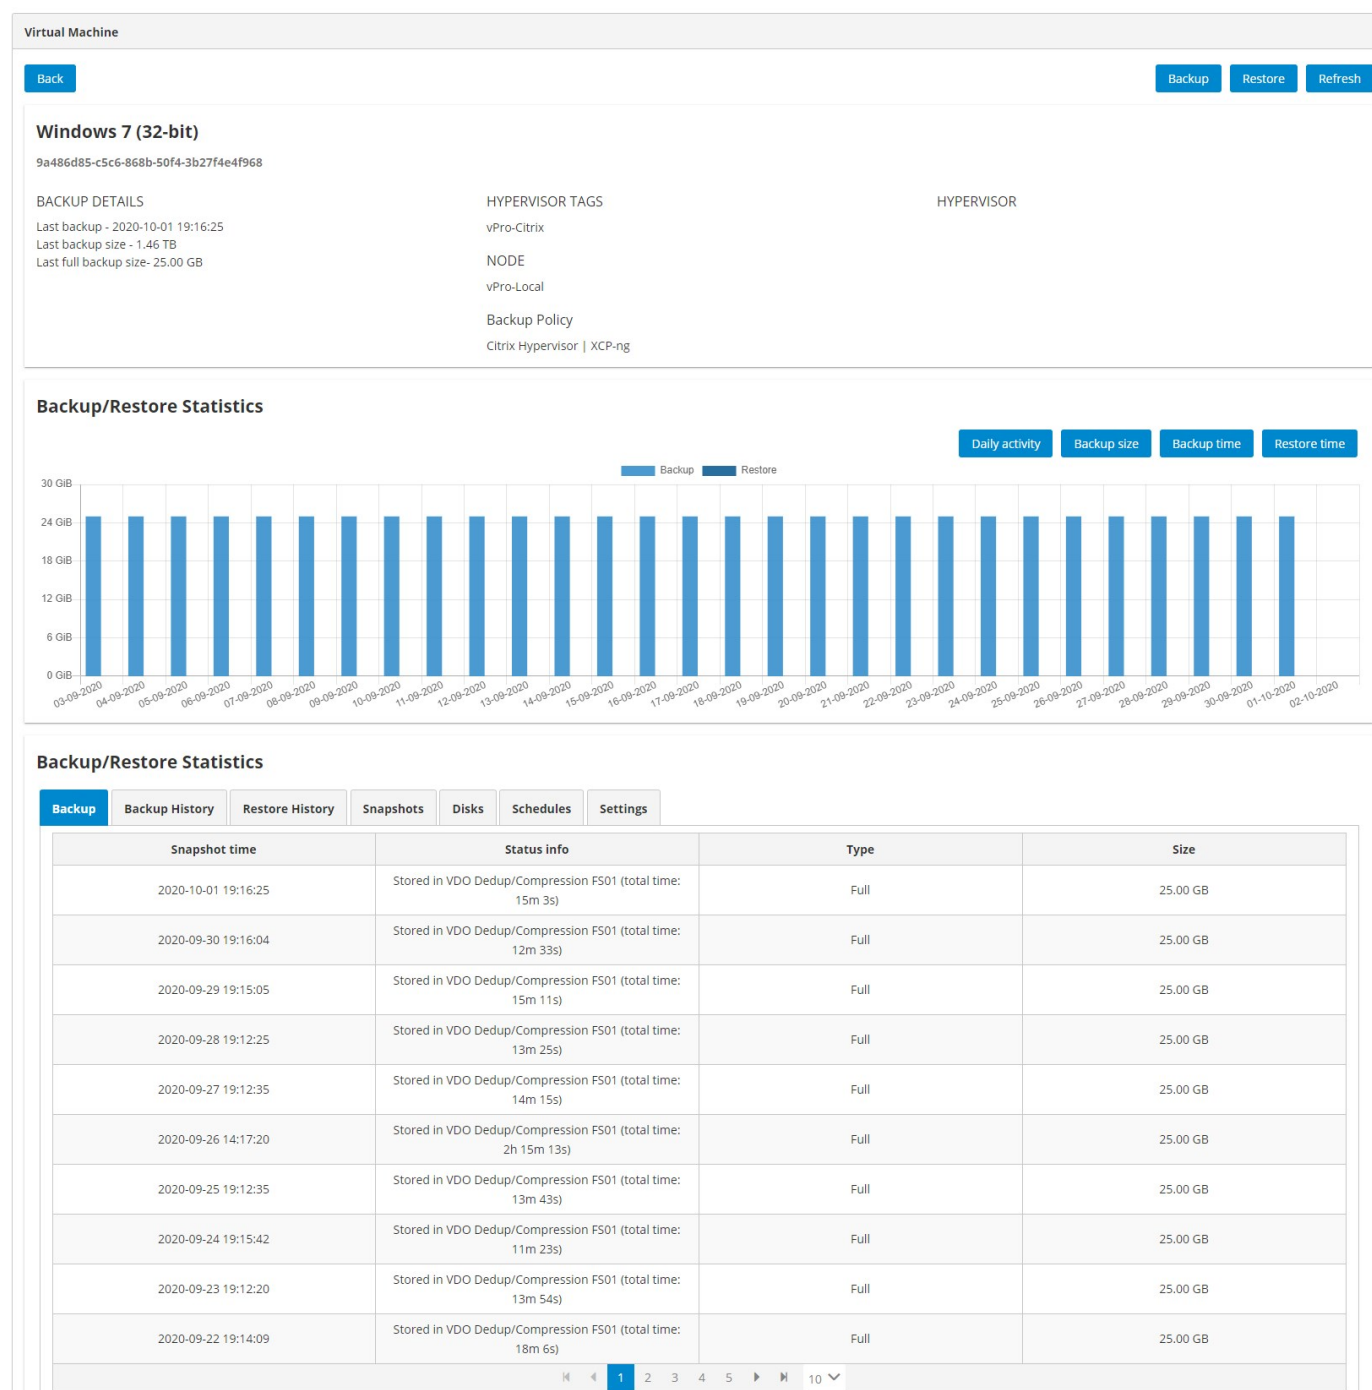 Virtual Machine
Back
Backup
Restore
Refresh
Windows 7 (32-bit)
9a486d85-c5c6-868b-50f4-3b27f4e4f968
BACKUP DETAILS
Last backup - 2020-10-01 19:16:25
Last backup size - 1.46 TB
Last full backup size- 25.00 GB
HYPERVISOR TAGS
vPro-Citrix
NODE
vPro-Local
Backup Policy
Citrix Hypervisor | XCP-ng
HYPERVISOR
Backup/Restore Statistics
Daily activity
Backup size
Backup time
Restore time
Backup
Restore
30 GiB
24 GiB
18 GiB
12 GiB
6 GiB
0 GiB
03-09-2020
04-09-2020
05-09-2020
06-09-2020
07-09-2020
08-09-2020
09-09-2020
10-09-2020
11-09-2020
12-09-2020
13-09-2020
14-09-2020
15-09-2020
16-09-2020
17-09-2020
18-09-2020
19-09-2020
20-09-2020
21-09-2020
22-09-2020
23-09-2020
24-09-2020
25-09-2020
26-09-2020
27-09-2020
28-09-2020
29-09-2020
30-09-2020
01-10-2020
02-10-2020
Backup/Restore Statistics
Backup
Backup History
Restore History
Snapshots
Disks
Schedules
Settings
Snapshot time
Status info
Type
Size
2020-10-01 19:16:25
Stored in VDO Dedup/Compression FS01 (total time:
15m 3s)
Full
25.00 GB
2020-09-30 19:16:04
Stored in VDO Dedup/Compression FS01 (total time:
12m 33s)
Full
25.00 GB
2020-09-29 19:15:05
Stored in VDO Dedup/Compression FS01 (total time:
15m 11s)
Full
25.00 GB
2020-09-28 19:12:25
Stored in VDO Dedup/Compression FS01 (total time:
13m 25s)
Full
25.00 GB
2020-09-27 19:12:35
Stored in VDO Dedup/Compression FS01 (total time:
14m 15s)
Full
25.00 GB
2020-09-26 14:17:20
Stored in VDO Dedup/Compression FS01 (total time:
2h 15m 13s)
Full
25.00 GB
2020-09-25 19:12:35
Stored in VDO Dedup/Compression FS01 (total time:
13m 43s)
Full
25.00 GB
2020-09-24 19:15:42
Stored in VDO Dedup/Compression FS01 (total time:
11m 23s)
Full
25.00 GB
2020-09-23 19:12:20
Stored in VDO Dedup/Compression FS01 (total time:
13m 54s)
Full
25.00 GB
2020-09-22 19:14:09
Stored in VDO Dedup/Compression FS01 (total time:
18m 6s)
Full
25.00 GB
1 2 3 4 5 10